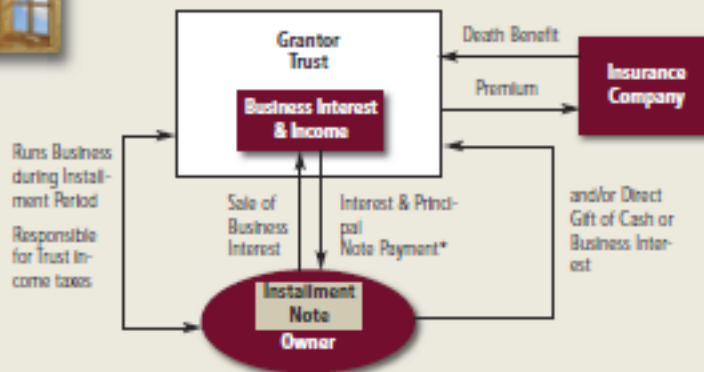 Grantor
Trust
Business Interest
& Income
Death Benefit
Premium
Insurance
Company
Runs Business
during Install-
ment Period
Responsible
for Trust in-
come taxes
Sale of
Business
Interest
Interest & Princi-
pal
Note Payment*
and/or Direct
Gift of Cash or
Business Inter-
est
Installment
Note
Owner